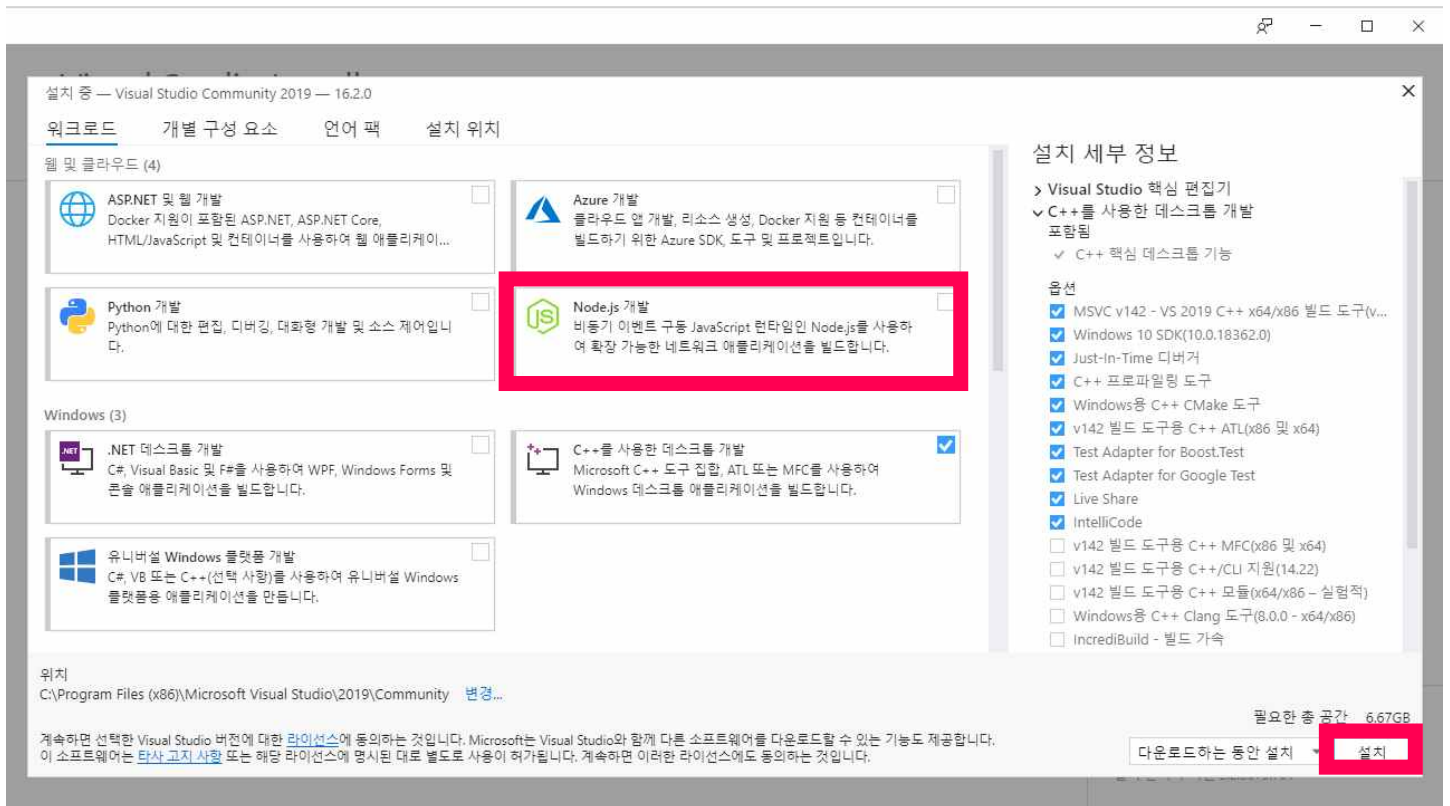 설치 중 — Visual Studio Community 2019 — 16.2.0
워크로드 개별 구성 요소 언어 팩 설치 위치
웹 및 클라우드 (4)
ASP.NET 및 웹 개발
Docker 지원이 포함된 ASP.NET, ASP.NET Core,
HTML/JavaScript 및 컨테이너를 사용하여 웹 애플리케이...
Azure 개발
클라우드 앱 개발, 리소스 생성, Docker 지원 등 컨테이너를
빌드하기 위한 Azure SDK, 도구 및 프로젝트입니다.
Python 개발
Python에 대한 편집, 디버깅, 대화형 개발 및 소스 제어입니
다.
Node.js 개발
비동기 이벤트 구동 JavaScript 런타임인 Node.js를 사용하
여 확장 가능한 네트워크 애플리케이션을 빌드합니다.
Windows (3)
.NET 데스크톱 개발
C#, Visual Basic 및 F#을 사용하여 WPF, Windows Forms 및
콘솔 애플리케이션을 빌드합니다.
C++를 사용한 데스크톱 개발
Microsoft C++ 도구 집합, ATL 또는 MFC를 사용하여
Windows 데스크톱 애플리케이션을 빌드합니다.
유니버설 Windows 플랫폼 개발
C#, VB 또는 C++(선택 사항)를 사용하여 유니버설 Windows
플랫폼용 애플리케이션을 만듭니다.
설치 세부 정보
Visual Studio 핵심 편집기
C++를 사용한 데스크톱 개발
포함됨
C++ 핵심 데스크톱 기능
옵션
MSVC v142 - VS 2019 C++ x64/x86 빌드 도구(v...
Windows 10 SDK(10.0.18362.0)
Just-In-Time 디버거
C++ 프로파일링 도구
Windows용 C++ CMake 도구
v142 빌드 도구용 C++ ATL(x86 및 x64)
Test Adapter for Boost.Test
Test Adapter for Google Test
Live Share
IntelliCode
v142 빌드 도구용 C++ MFC(x86 및 x64)
v142 빌드 도구용 C++/CLI 지원(14.22)
v142 빌드 도구용 C++ 모듈(x64/x86 – 실험적)
Windows용 C++ Clang 도구(8.0.0 - x64/x86)
IncrediBuild - 빌드 가속
위치
C:\Program Files (x86)\Microsoft Visual Studio\2019\Community 변경...
필요한 총 공간 6.67GB
계속하면 선택한 Visual Studio 버전에 대한 라이선스에 동의하는 것입니다. Microsoft는 Visual Studio와 함께 다른 소프트웨어를 다운로드할 수 있는 기능도 제공합니다.
이 소프트웨어는 타사 고지 사항 또는 해당 라이선스에 명시된 대로 별도로 사용이 허가됩니다. 계속하면 이러한 라이선스에도 동의하는 것입니다.
다운로드하는 동안 설치 설치